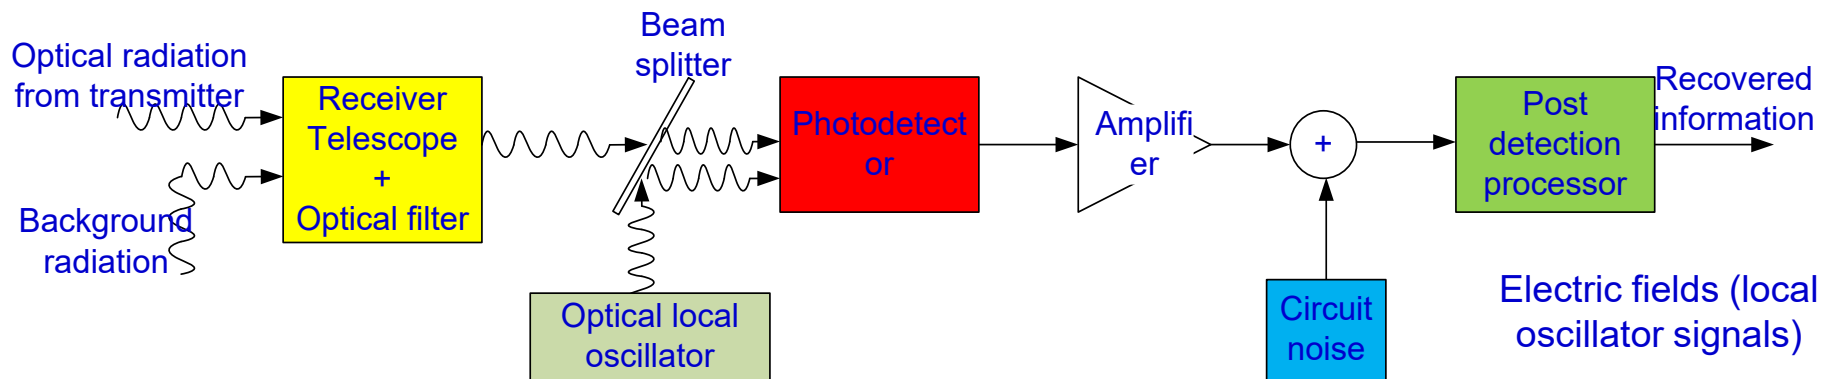 Optical radiation
from transmitter
Background
radiation
Receiver
Telescope
+
Optical filter
Beam
splitter
Optical local
oscillator
Photodetect
or
Amplifi
er
+
Circuit
noise
Post
detection
processor
Recovered
information
Electric fields (local
oscillator signals)